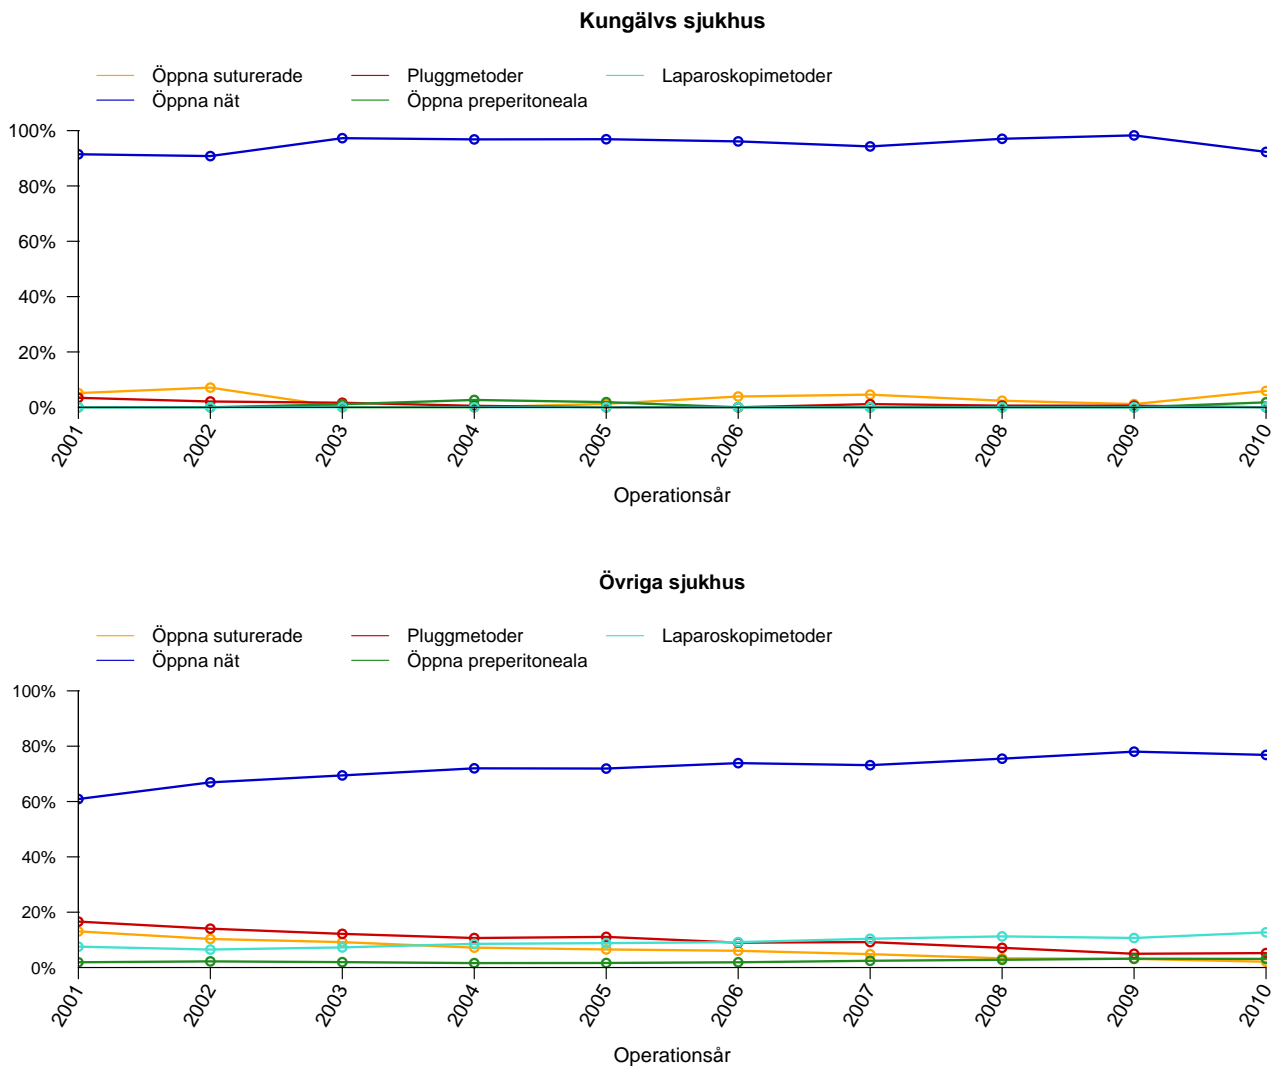 Kungälvs sjukhus
Öppna suturerade Pluggmetoder Laparoskopimetoder
Öppna nät Öppna preperitoneala
100%
80%
60%
40%
20%
0%
2001 2002 2003 2004 2005 2006 2007 2008 2009 2010
Operationsår
Övriga sjukhus
Öppna suturerade Pluggmetoder Laparoskopimetoder
Öppna nät Öppna preperitoneala
100%
80%
60%
40%
20%
0%
2001 2002 2003 2004 2005 2006 2007 2008 2009 2010
Operationsår